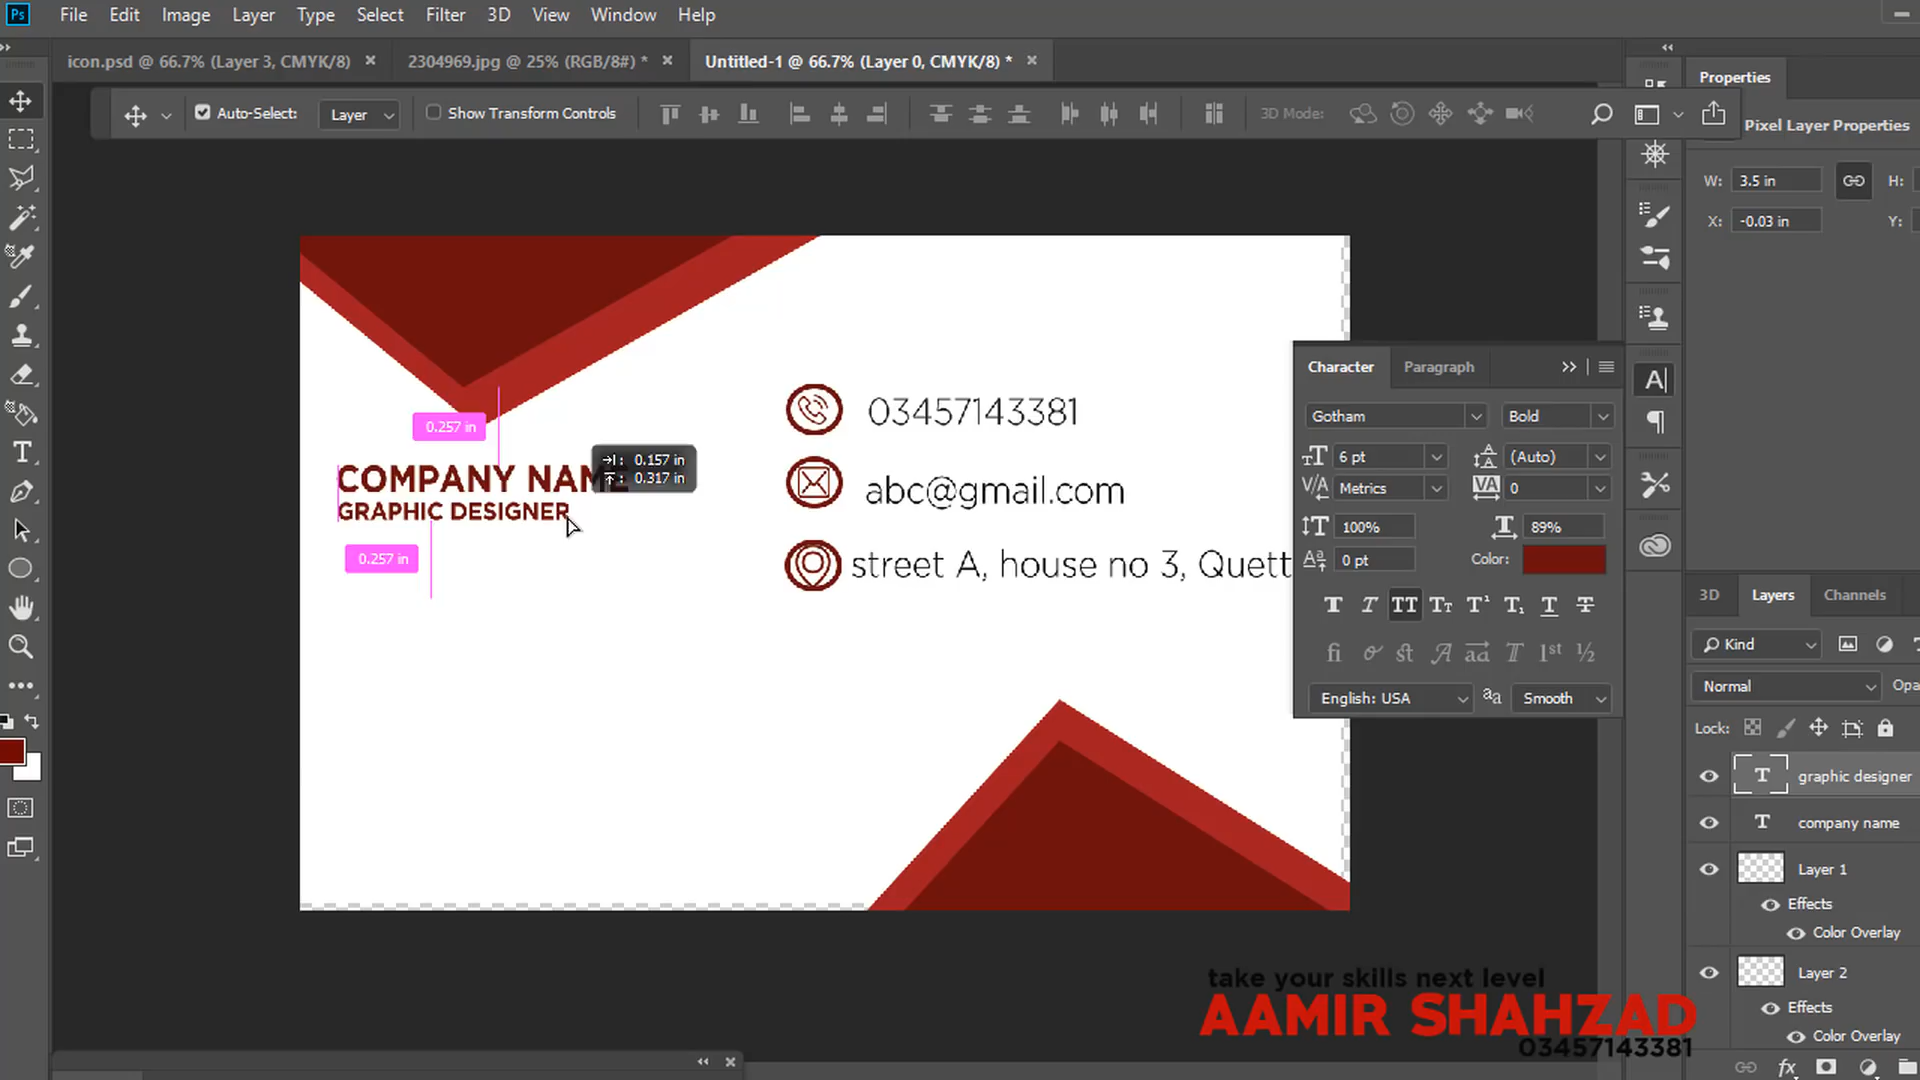 Ps File Edit Image Layer Type Select Filter 3D View Window Help
icon.psd @ 66.7% (Layer 3, CMYK/8) × 2304969.jpg @ 25% (RGB/8#) * × Untitled-1 @ 66.7% (Layer 0, CMYK/8) * ×
Properties
Auto-Select: Layer Show Transform Controls 3D Mode:
Pixel Layer Properties
W: 3.5 in H:
X: -0.03 in Y:
Character Paragraph
Gotham Bold
6 pt (Auto)
Metrics 0
100% 89%
0 pt Color:
English: USA Smooth
03457143381
abc@gmail.com
street A, house no 3, Quett
0.257 in
COMPANY NAME
GRAPHIC DESIGNER
0.157 in
0.317 in
0.257 in
3D Layers Channels
Kind
Normal Opa
Lock:
graphic designer
company name
Layer 1
Effects
Color Overlay
Layer 2
Effects
Color Overlay
fx
take your skills next level
AAMIR SHAHZAD
03457143381